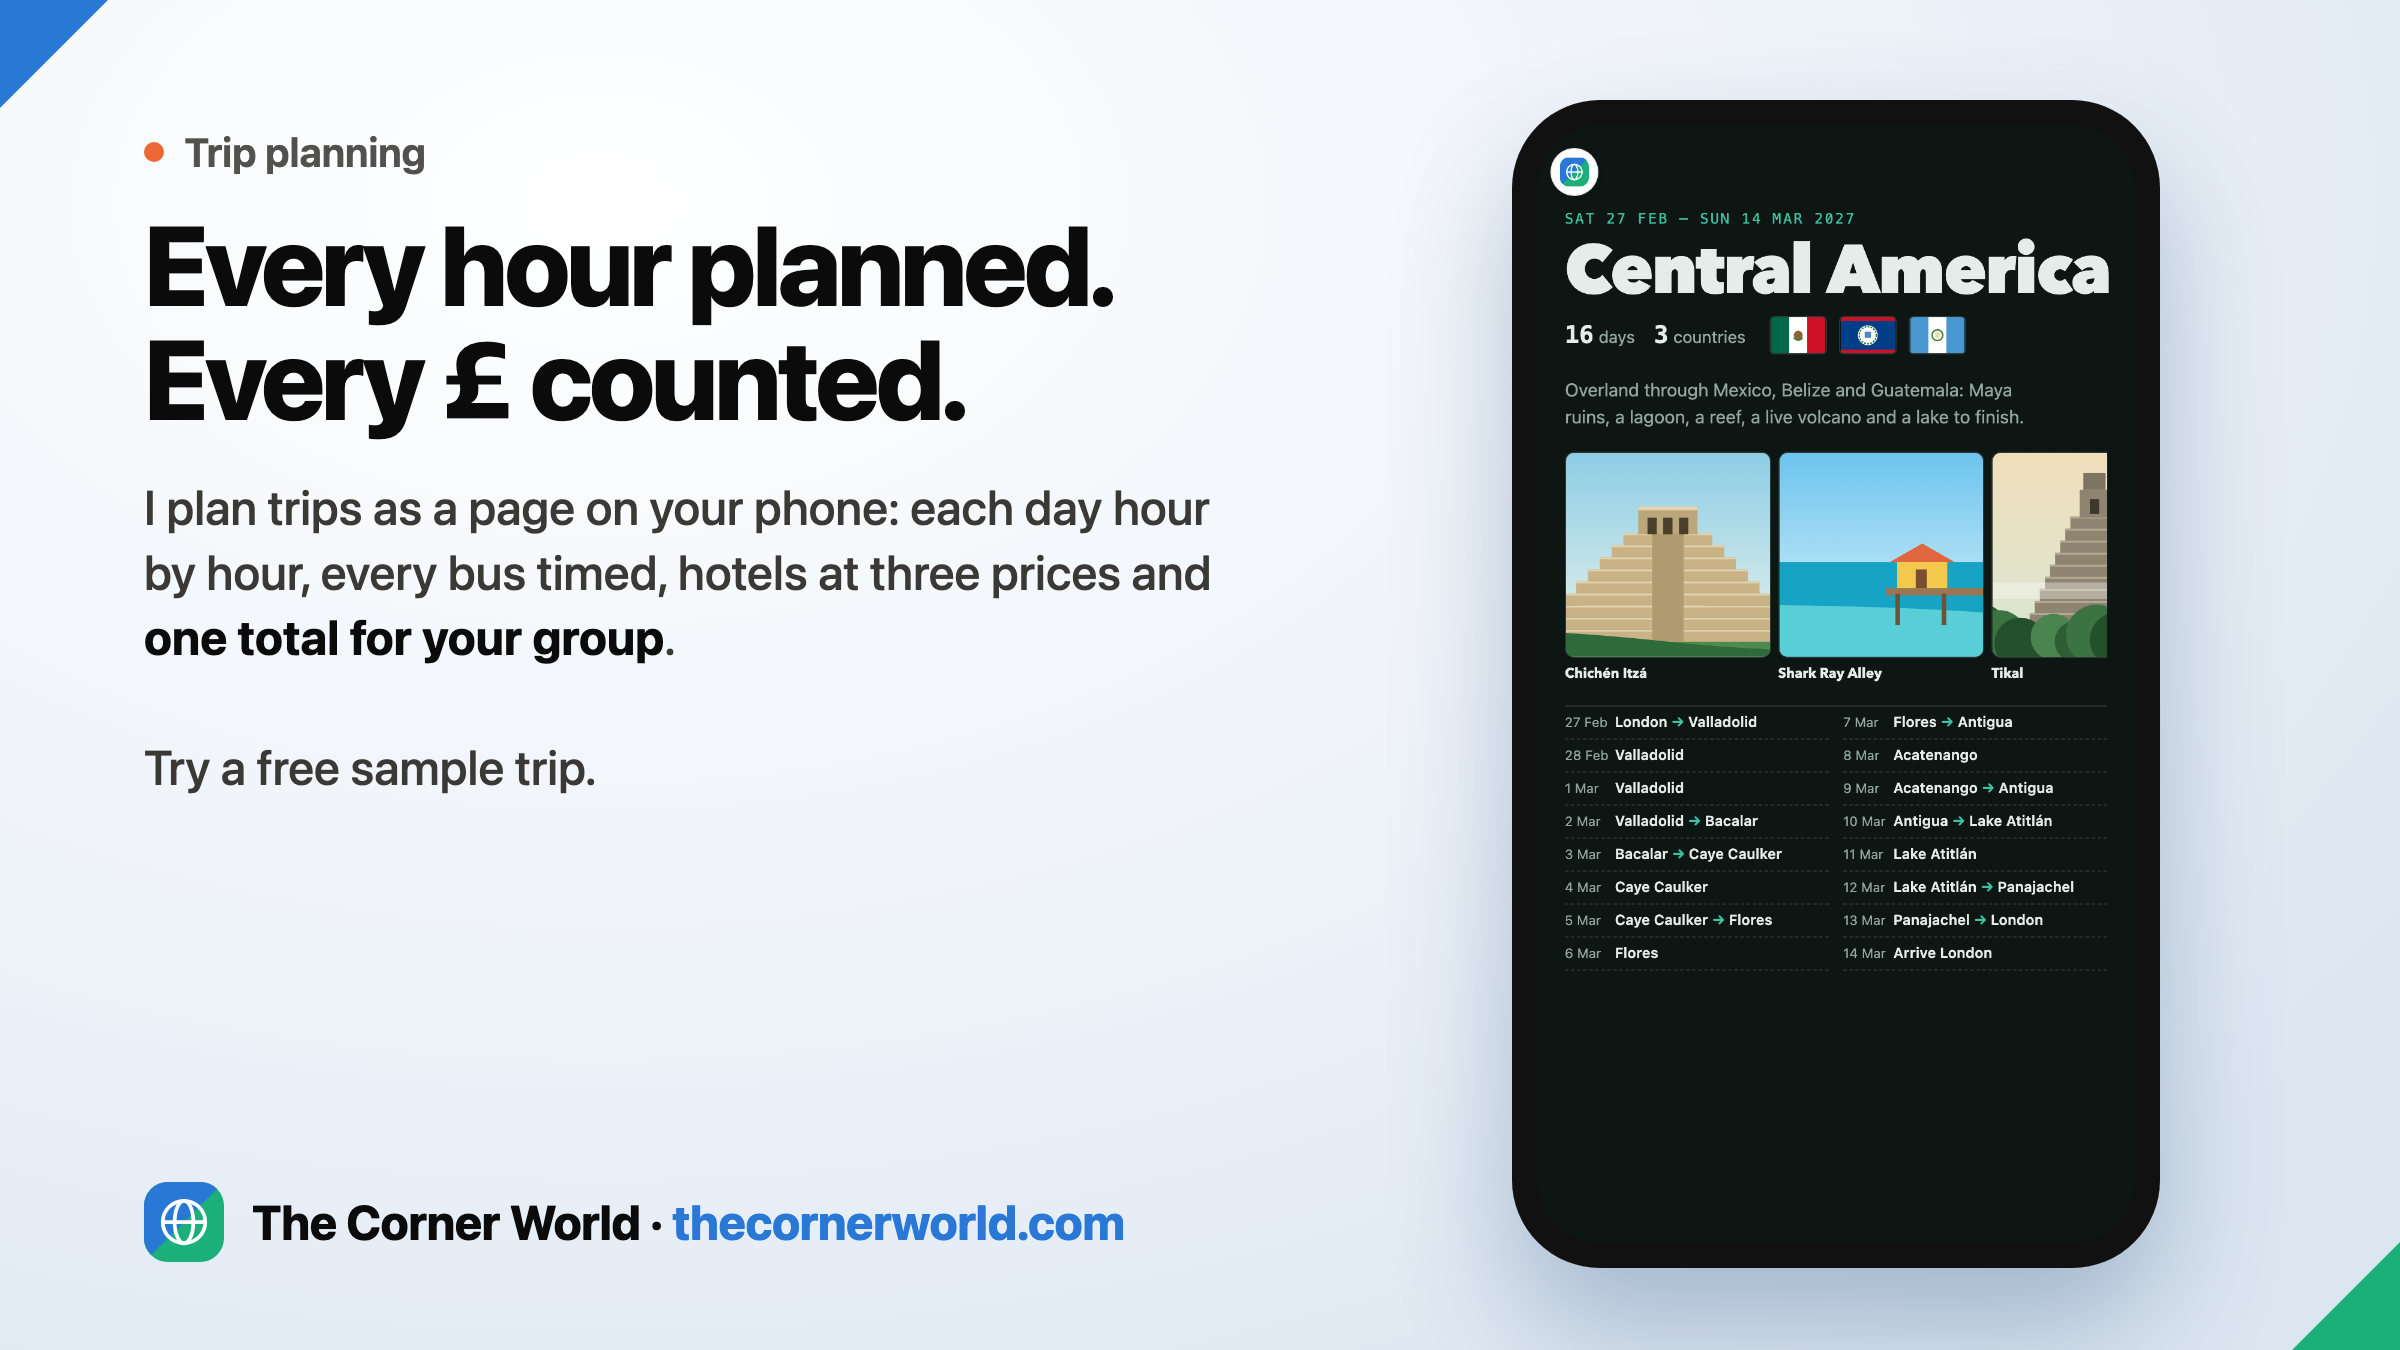 Trip planning
Every hour planned.
Every £ counted.
I plan trips as a page on your phone: each day hour
by hour, every bus timed, hotels at three prices and
one total for your group.
Try a free sample trip.
The Corner World · thecornerworld.com
SAT 27 FEB – SUN 14 MAR 2027
Central America
16 days 3 countries
Overland through Mexico, Belize and Guatemala: Maya
ruins, a lagoon, a reef, a live volcano and a lake to finish.
Chichén Itzá
Shark Ray Alley
Tikal
27 Feb London → Valladolid
28 Feb Valladolid
1 Mar Valladolid
2 Mar Valladolid → Bacalar
3 Mar Bacalar → Caye Caulker
4 Mar Caye Caulker
5 Mar Caye Caulker → Flores
6 Mar Flores
7 Mar Flores → Antigua
8 Mar Acatenango
9 Mar Acatenango → Antigua
10 Mar Antigua → Lake Atitlán
11 Mar Lake Atitlán
12 Mar Lake Atitlán → Panajachel
13 Mar Panajachel → London
14 Mar Arrive London